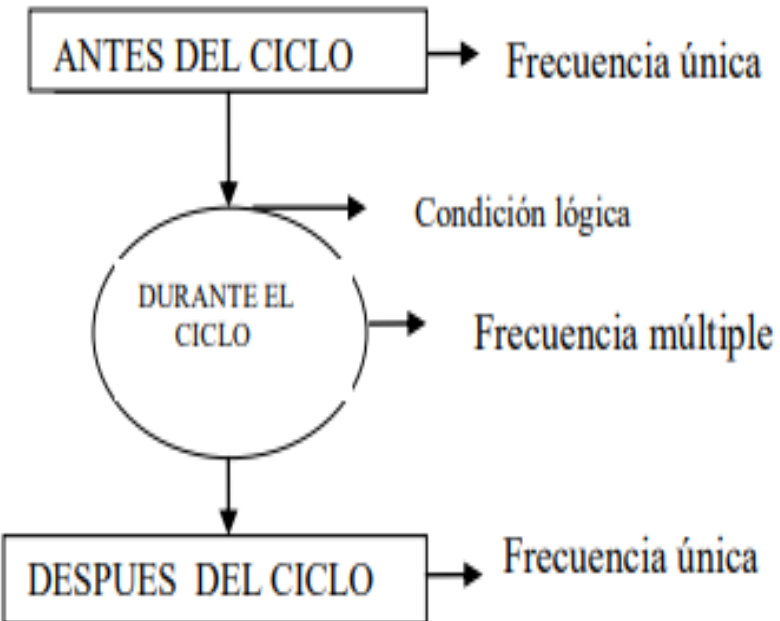 ANTES DEL CICLO
Frecuencia única
Condición lógica
DURANTE EL
CICLO
Frecuencia múltiple
DESPUES DEL CICLO
Frecuencia única